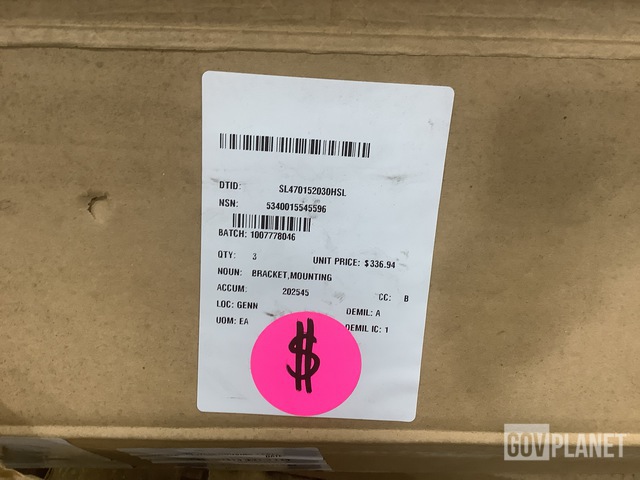 DTID: SL470152030HSL
NSN: 5340015545596
BATCH: 1007778046
QTY: 3 UNIT PRICE: $336.94
NOUN: BRACKET,MOUNTING
ACCUM: 202545 CC: B
LOC: GENN DEMIL: A
UOM: EA DEMIL IC: 1
$
GOVPLANET